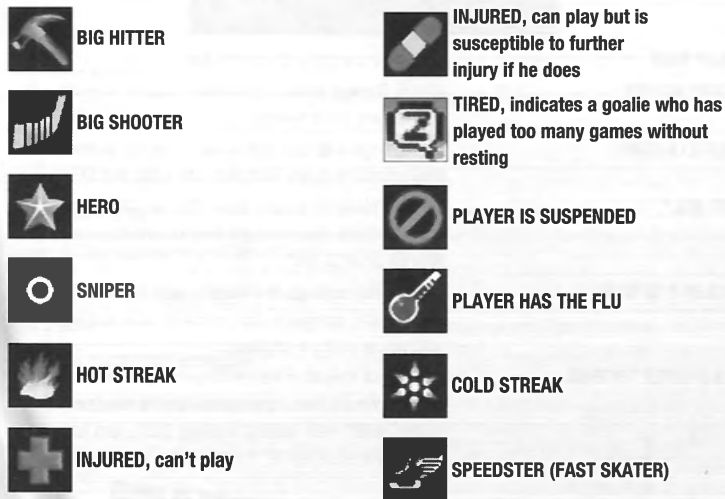 BIG HITTER
BIG SHOOTER
HERO
SNIPER
HOT STREAK
INJURED, can't play
INJURED, can play but is
susceptible to further
injury if he does
Z
TIRED, indicates a goalie who has
played too many games without
resting
PLAYER IS SUSPENDED
PLAYER HAS THE FLU
COLD STREAK
SPEEDSTER (FAST SKATER)